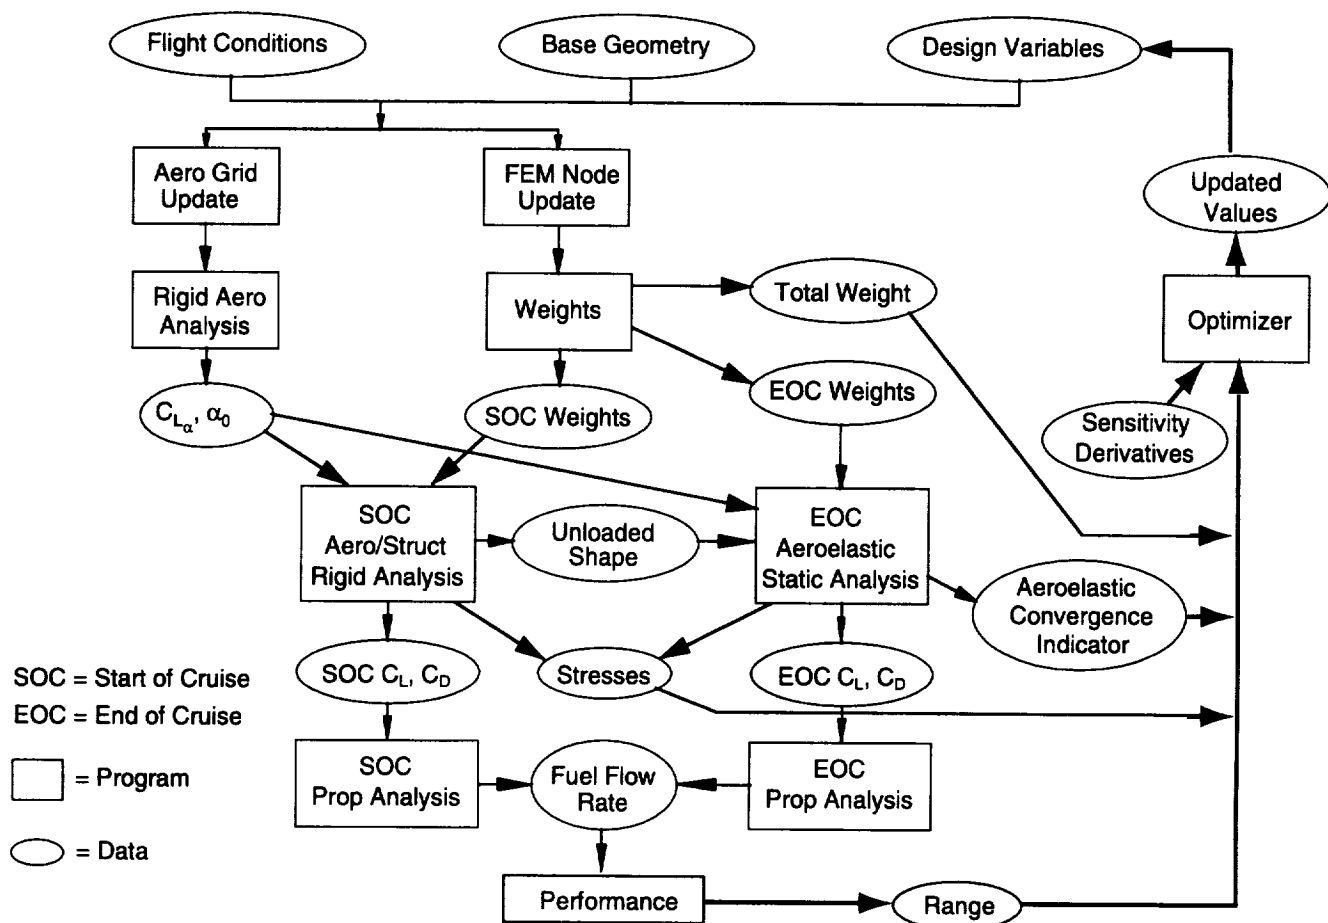 Flight Conditions
Base Geometry
Design Variables
Aero Grid
Update
FEM Node
Update
Updated
Values
Rigid Aero
Analysis
Weights
Total Weight
Optimizer
C_{L_α}, α_0
SOC Weights
EOC Weights
Sensitivity
Derivatives
SOC
Aero/Struct
Rigid Analysis
Unloaded
Shape
EOC
Aeroelastic
Static Analysis
Aeroelastic
Convergence
Indicator
SOC C_L, C_D
Stresses
EOC C_L, C_D
SOC = Start of Cruise
EOC = End of Cruise
= Program
= Data
SOC
Prop Analysis
Fuel Flow
Rate
EOC
Prop Analysis
Performance
Range